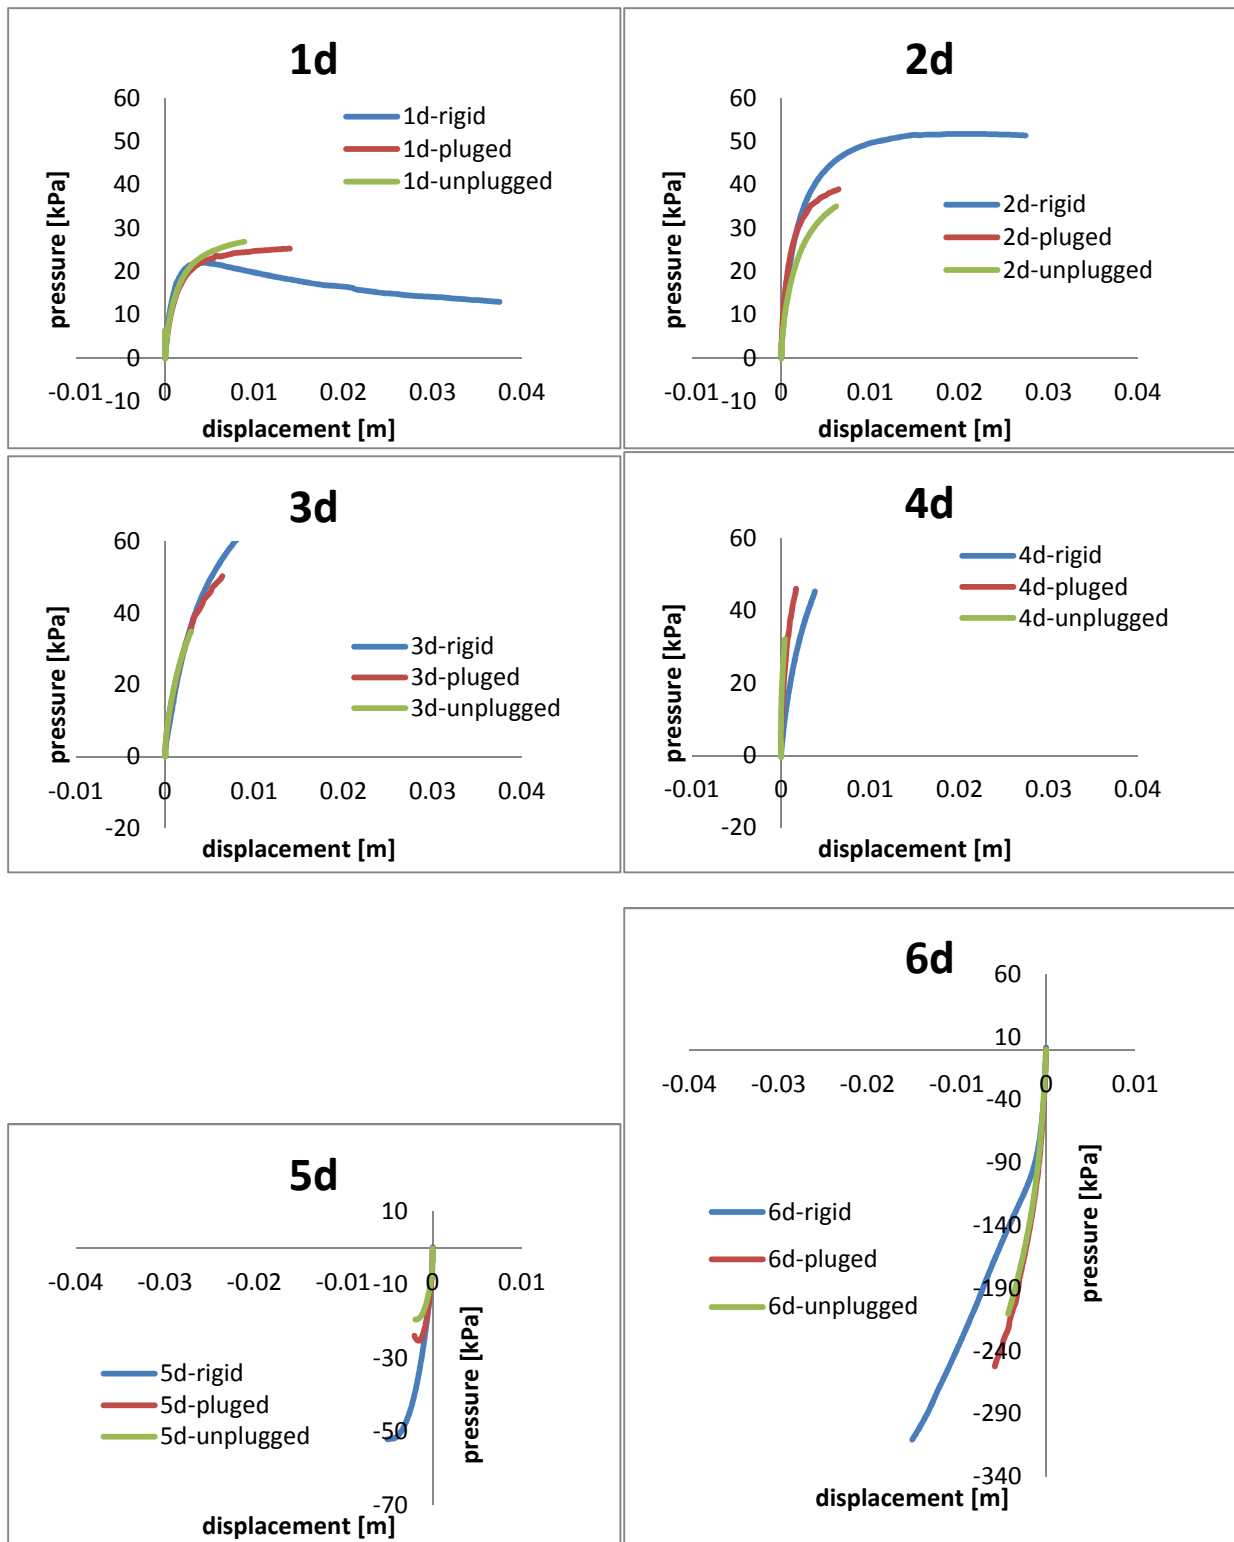 1d
60
50
40
30
20
10
0
-10
-0.01 0 0.01 0.02 0.03 0.04
pressure [kPa]
displacement [m]
1d-rigid
1d-pluged
1d-unplugged
2d
60
50
40
30
20
10
0
-10
-0.01 0 0.01 0.02 0.03 0.04
pressure [kPa]
displacement [m]
2d-rigid
2d-pluged
2d-unplugged
3d
60
40
20
0
-20
-0.01 0 0.01 0.02 0.03 0.04
pressure [kPa]
displacement [m]
3d-rigid
3d-pluged
3d-unplugged
4d
60
40
20
0
-20
-0.01 0 0.01 0.02 0.03 0.04
pressure [kPa]
displacement [m]
4d-rigid
4d-pluged
4d-unplugged
5d
10
-10
-30
-50
-70
-0.04 -0.03 -0.02 -0.01 0 0.01
pressure [kPa]
displacement [m]
5d-rigid
5d-pluged
5d-unplugged
6d
60
10
-40
-90
-140
-190
-240
-290
-340
-0.04 -0.03 -0.02 -0.01 0 0.01
pressure [kPa]
displacement [m]
6d-rigid
6d-pluged
6d-unplugged